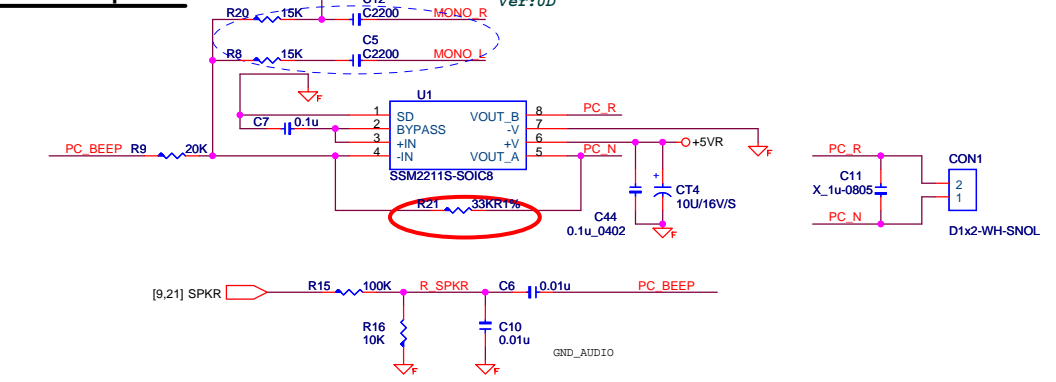 Ver:0D
R20 15K C2200 MONO_R
C5
R8 15K C2200 MONO_L
F
U1
1 SD VOUT_B 8 PC_R
C7 0.1u 2 BYPASS -V 7
3 +IN +V 6 +5VR
PC_BEEP R9 20K 4 -IN VOUT_A 5 PC_N
SSM2211S-SOIC8
F
R21 33KR1%
+
CT4
10U/16V/S
C44
0.1u_0402
F
PC_R
CON1
C11
X_1u-0805
2
1
PC_N
D1x2-WH-SNOL
[9,21] SPKR R15 100K R_SPKR C6 0.01u PC_BEEP
R16
10K
C10
0.01u
GND_AUDIO
F F